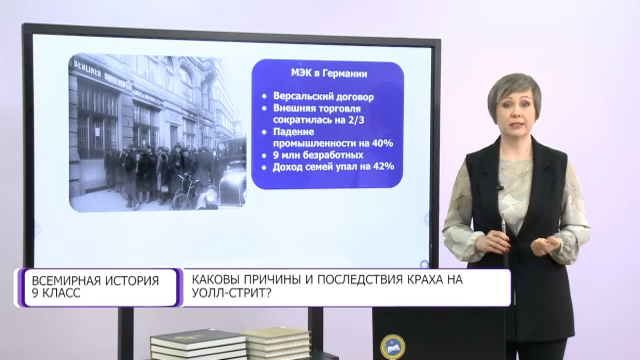 BERLINER
МЭК в Германии
Версальский договор
Внешняя торговля
сократилась на 2/3
Падение
промышленности на 40%
9 млн безработных
Доход семей упал на 42%
ВСЕМИРНАЯ ИСТОРИЯ
9 КЛАСС
КАКОВЫ ПРИЧИНЫ И ПОСЛЕДСТВИЯ КРАХА НА
УОЛЛ-СТРИТ?